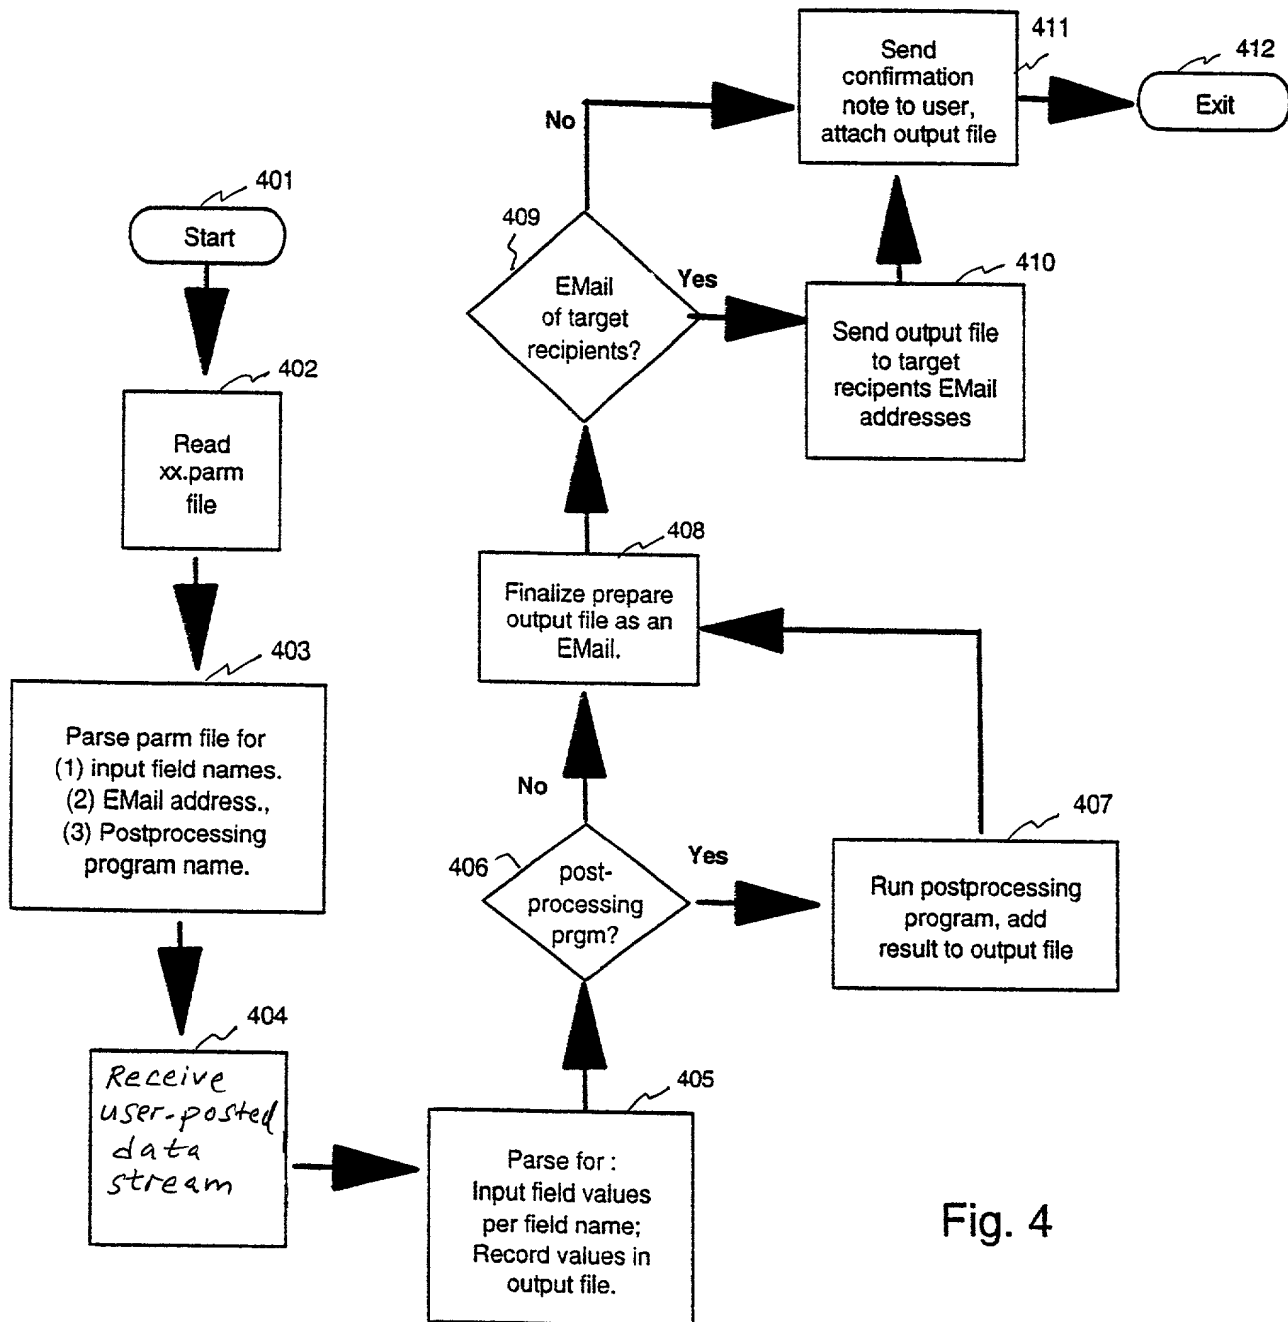 401
Start
402
Read
xx.parm
file
403
Parse parm file for
(1) input field names.
(2) EMail address.,
(3) Postprocessing
program name.
404
Receive
user-posted
data
stream
405
Parse for :
Input field values
per field name;
Record values in
output file.
406
post-
processing
prgm?
Yes
No
407
Run postprocessing
program, add
result to output file
408
Finalize prepare
output file as an
EMail.
409
EMail
of target
recipients?
Yes
No
410
Send output file
to target
recipents EMail
addresses
411
Send
confirmation
note to user,
attach output file
412
Exit
Fig. 4